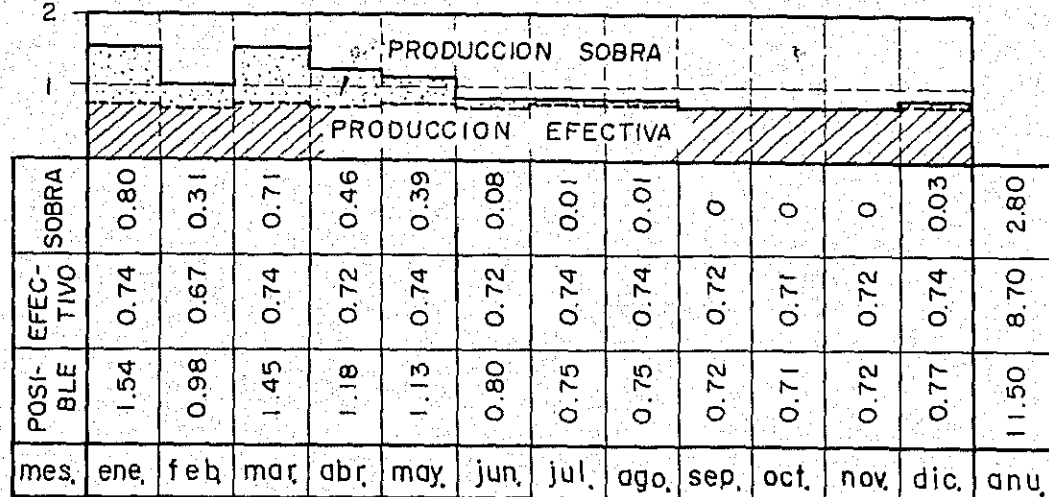 2
PRODUCCION SOBRA
1
PRODUCCION EFECTIVA
SOBRA 0.80 0.31 0.71 0.46 0.39 0.08 0.01 0.01 0 0 0 0.03 2.80
EFEC-
TIVO 0.74 0.67 0.74 0.72 0.74 0.72 0.74 0.74 0.72 0.71 0.72 0.74 8.70
POSI-
BLE 1.54 0.98 1.45 1.18 1.13 0.80 0.75 0.75 0.72 0.71 0.72 0.77 11.50
mes. ene. feb. mar. abr. may. jun. jul. ago. sep. oct. nov. dic. anu.